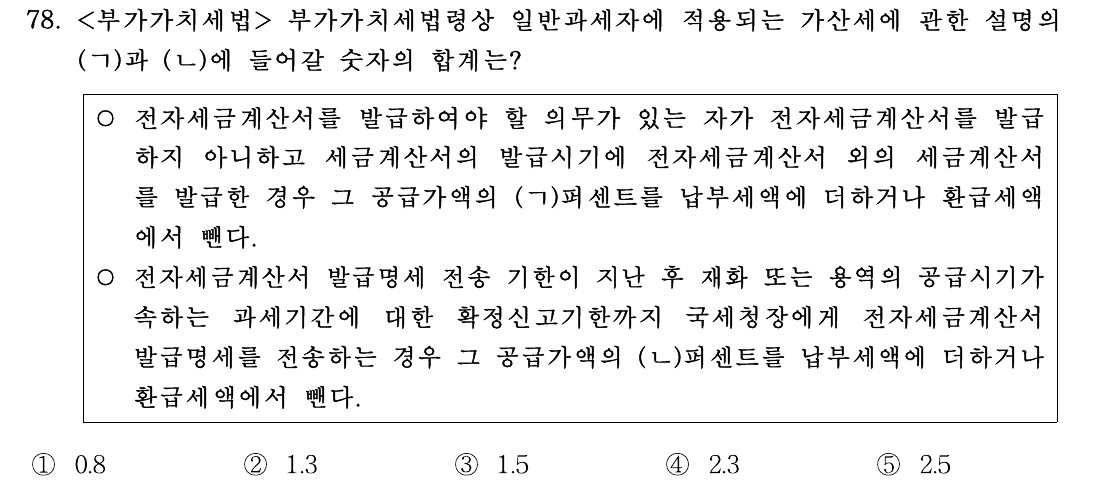 78. <부가가치세법> 부가가치세법령상 일반과세자에 적용되는 가산세에 관한 설명의
(ㄱ)과 (ㄴ)에 들어갈 숫자의 합계는?
○ 전자세금계산서를 발급하여야 할 의무가 있는 자가 전자세금계산서를 발급
하지 아니하고 세금계산서의 발급시기에 전자세금계산서 외의 세금계산서
를 발급한 경우 그 공급가액의 (ㄱ)퍼센트를 납부세액에 더하거나 환급세액
에서 뺀다.
○ 전자세금계산서 발급명세 전송 기한이 지난 후 재화 또는 용역의 공급시기가
속하는 과세기간에 대한 확정신고기한까지 국세청장에게 전자세금계산서
발급명세를 전송하는 경우 그 공급가액의 (ㄴ)퍼센트를 납부세액에 더하거나
환급세액에서 뺀다.
① 0.8 ② 1.3 ③ 1.5 ④ 2.3 ⑤ 2.5